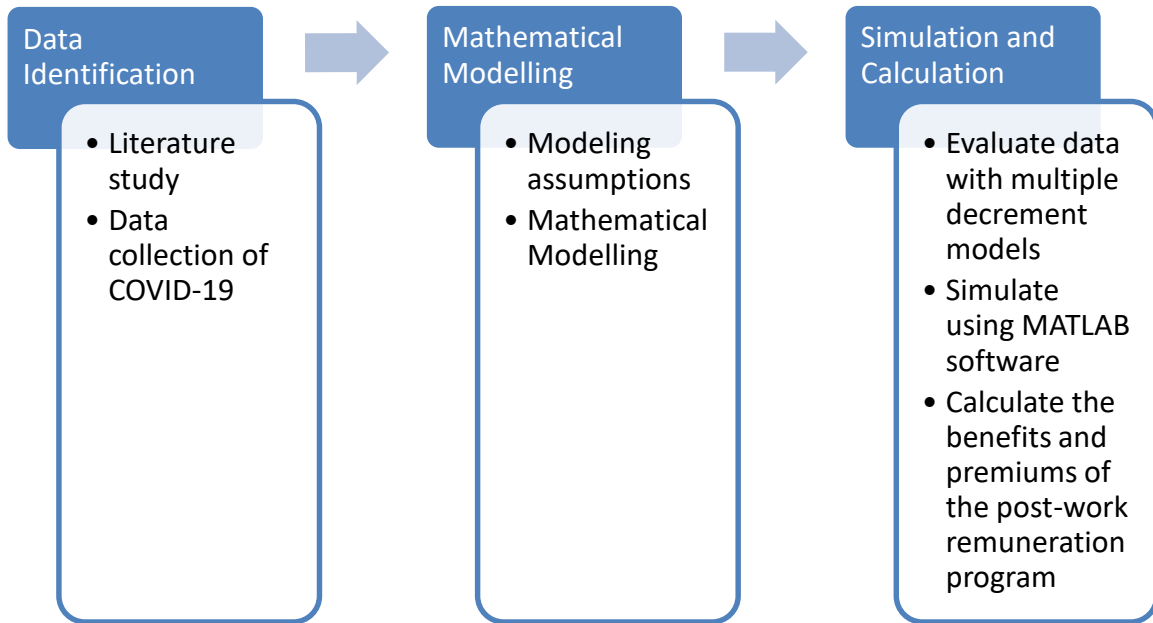 Data
Identification
• Literature
study
• Data
collection of
COVID-19
Mathematical
Modelling
• Modeling
assumptions
• Mathematical
Modelling
Simulation and
Calculation
• Evaluate data
with multiple
decrement
models
• Simulate
using MATLAB
software
• Calculate the
benefits and
premiums of
the post-work
remuneration
program